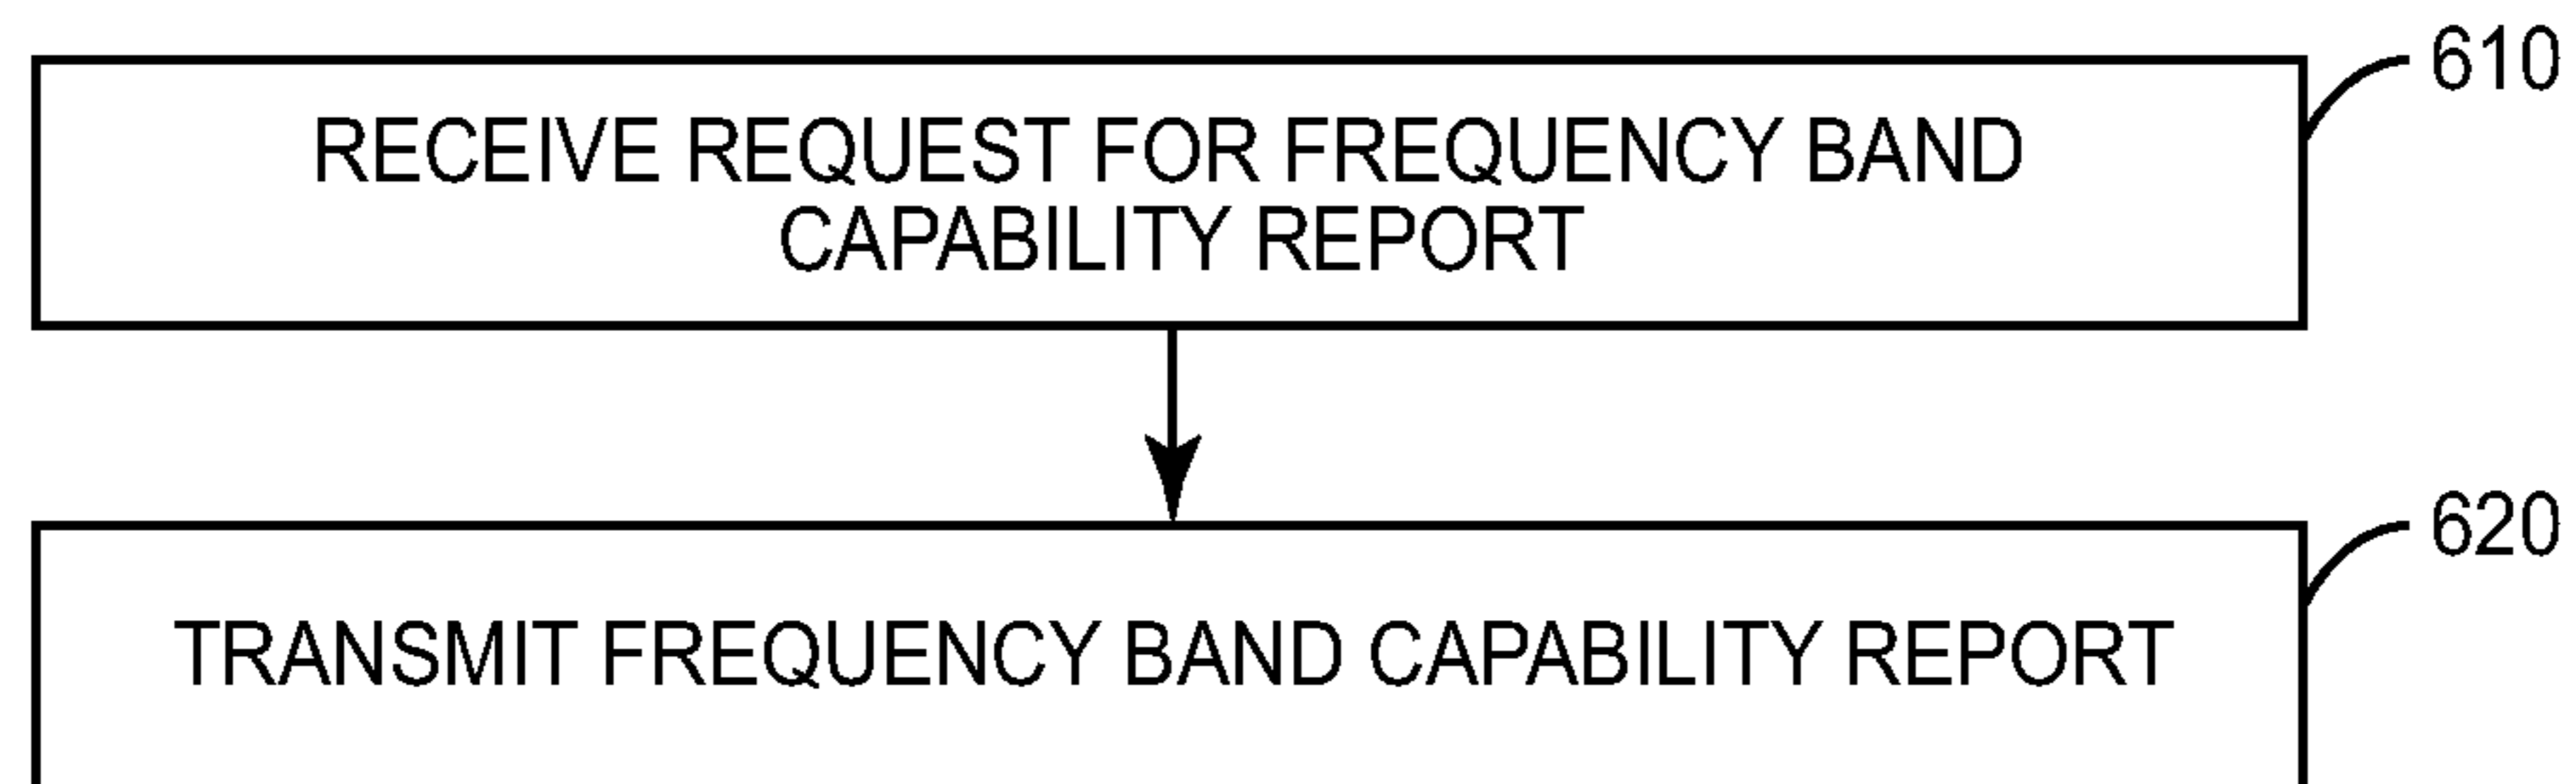 610
RECEIVE REQUEST FOR FREQUENCY BAND
CAPABILITY REPORT
620
TRANSMIT FREQUENCY BAND CAPABILITY REPORT